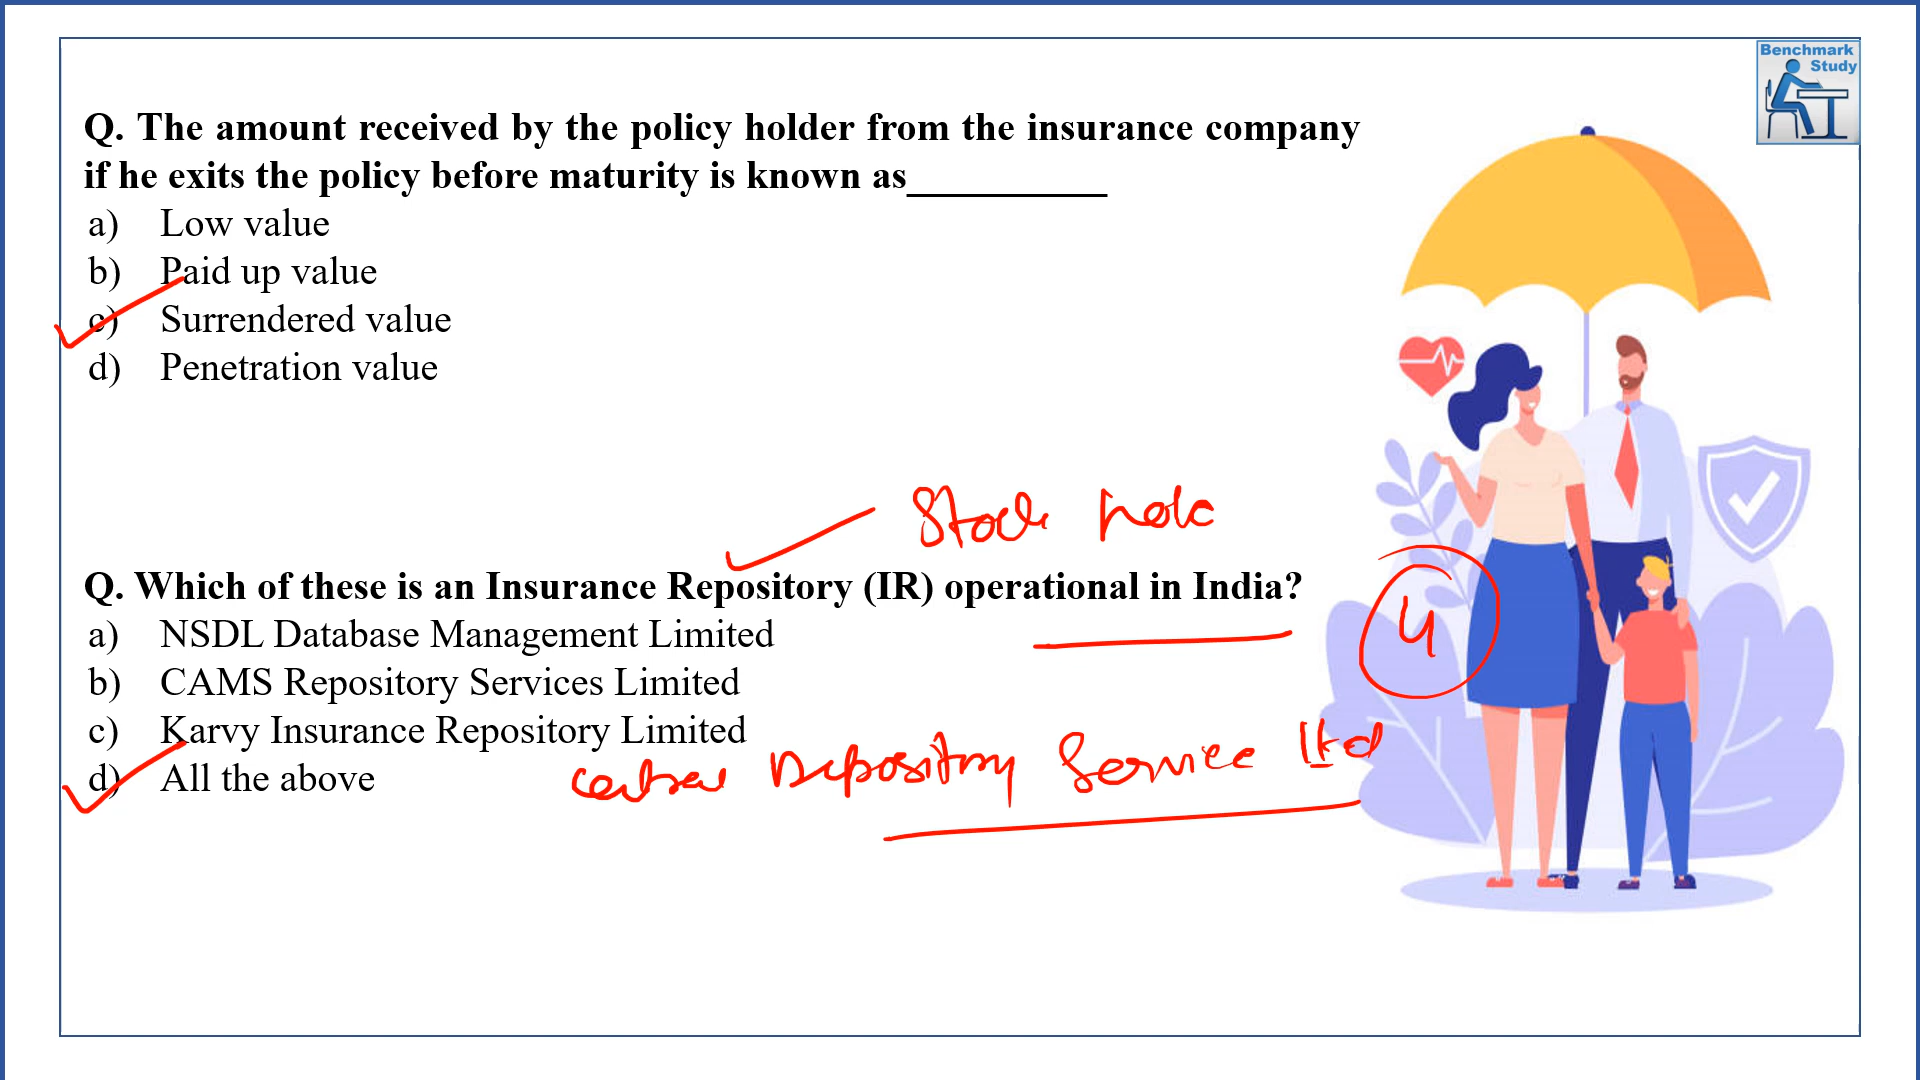 Benchmark
Study
Q. The amount received by the policy holder from the insurance company
if he exits the policy before maturity is known as__________
a) Low value
b) Paid up value
c) Surrendered value
d) Penetration value
Stock
Q. Which of these is an Insurance Repository (IR) operational in India?
4
a) NSDL Database Management Limited
b) CAMS Repository Services Limited
c) Karvy Insurance Repository Limited
d) All the above
Central Depository Service ltd